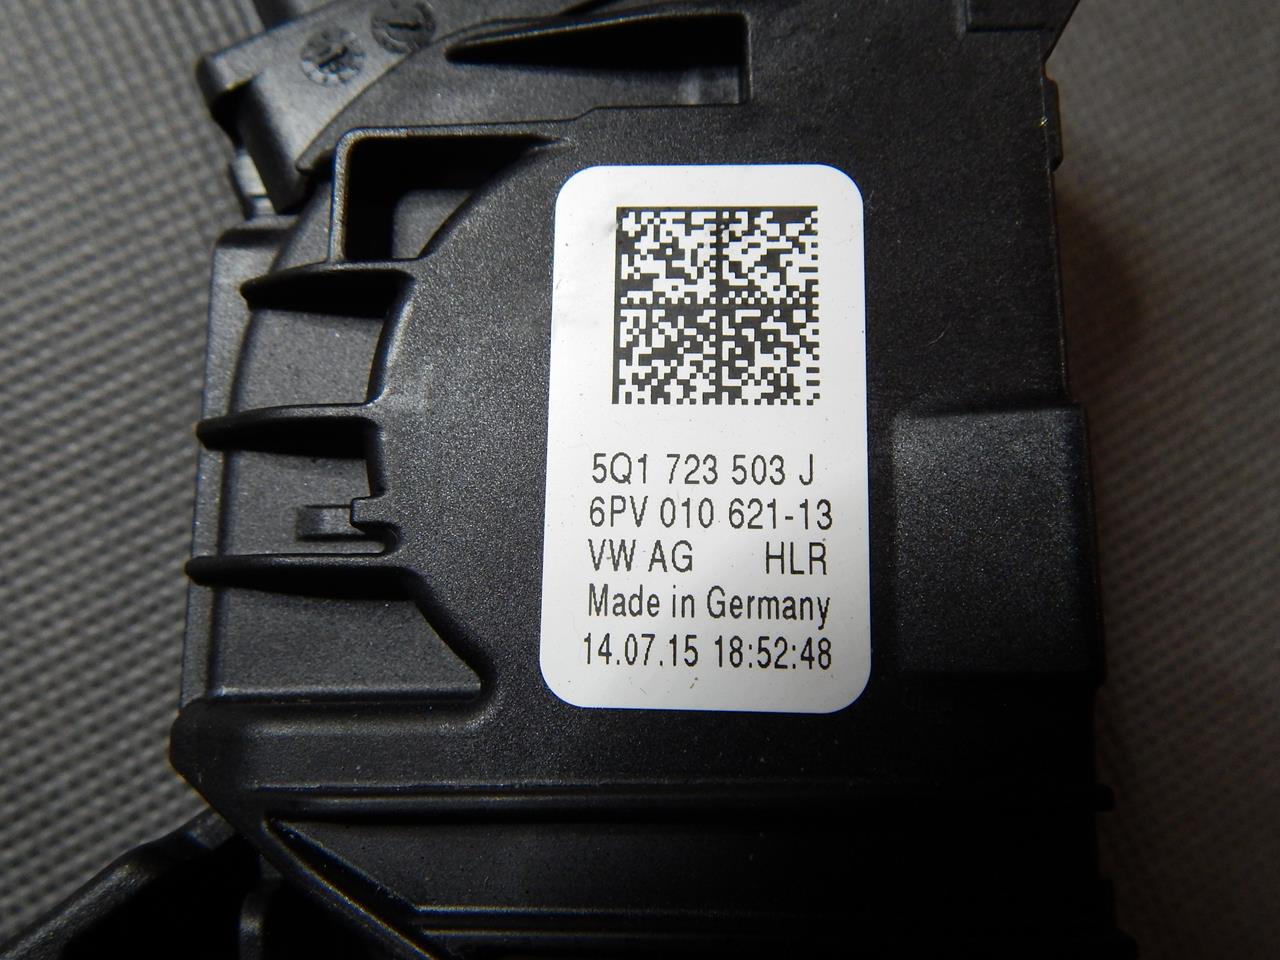 5Q1 723 503 J
6PV 010 621-13
VW AG HLR
Made in Germany
14.07.15 18:52:48